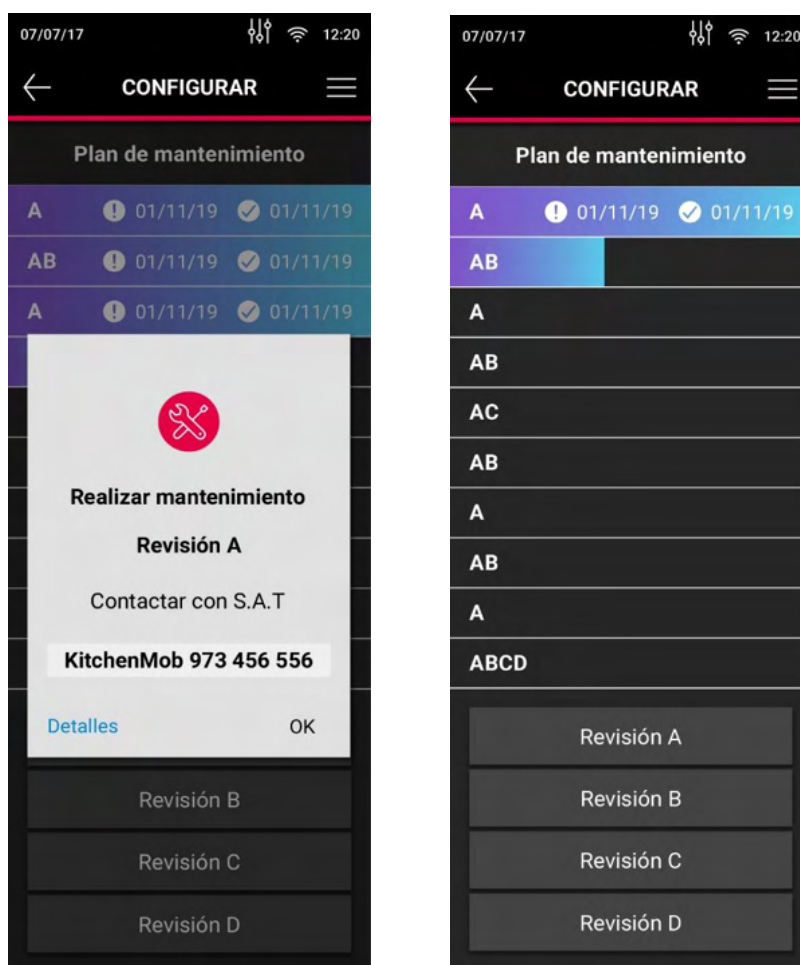 07/07/17 12:20
CONFIGURAR
Plan de mantenimiento
A 01/11/19 01/11/19
AB 01/11/19 01/11/19
A 01/11/19 01/11/19
Realizar mantenimiento
Revisión A
Contactar con S.A.T
KitchenMob 973 456 556
Detalles OK
Revisión B
Revisión C
Revisión D
07/07/17 12:20
CONFIGURAR
Plan de mantenimiento
A 01/11/19 01/11/19
AB
A
AB
AC
AB
A
AB
A
ABCD
Revisión A
Revisión B
Revisión C
Revisión D